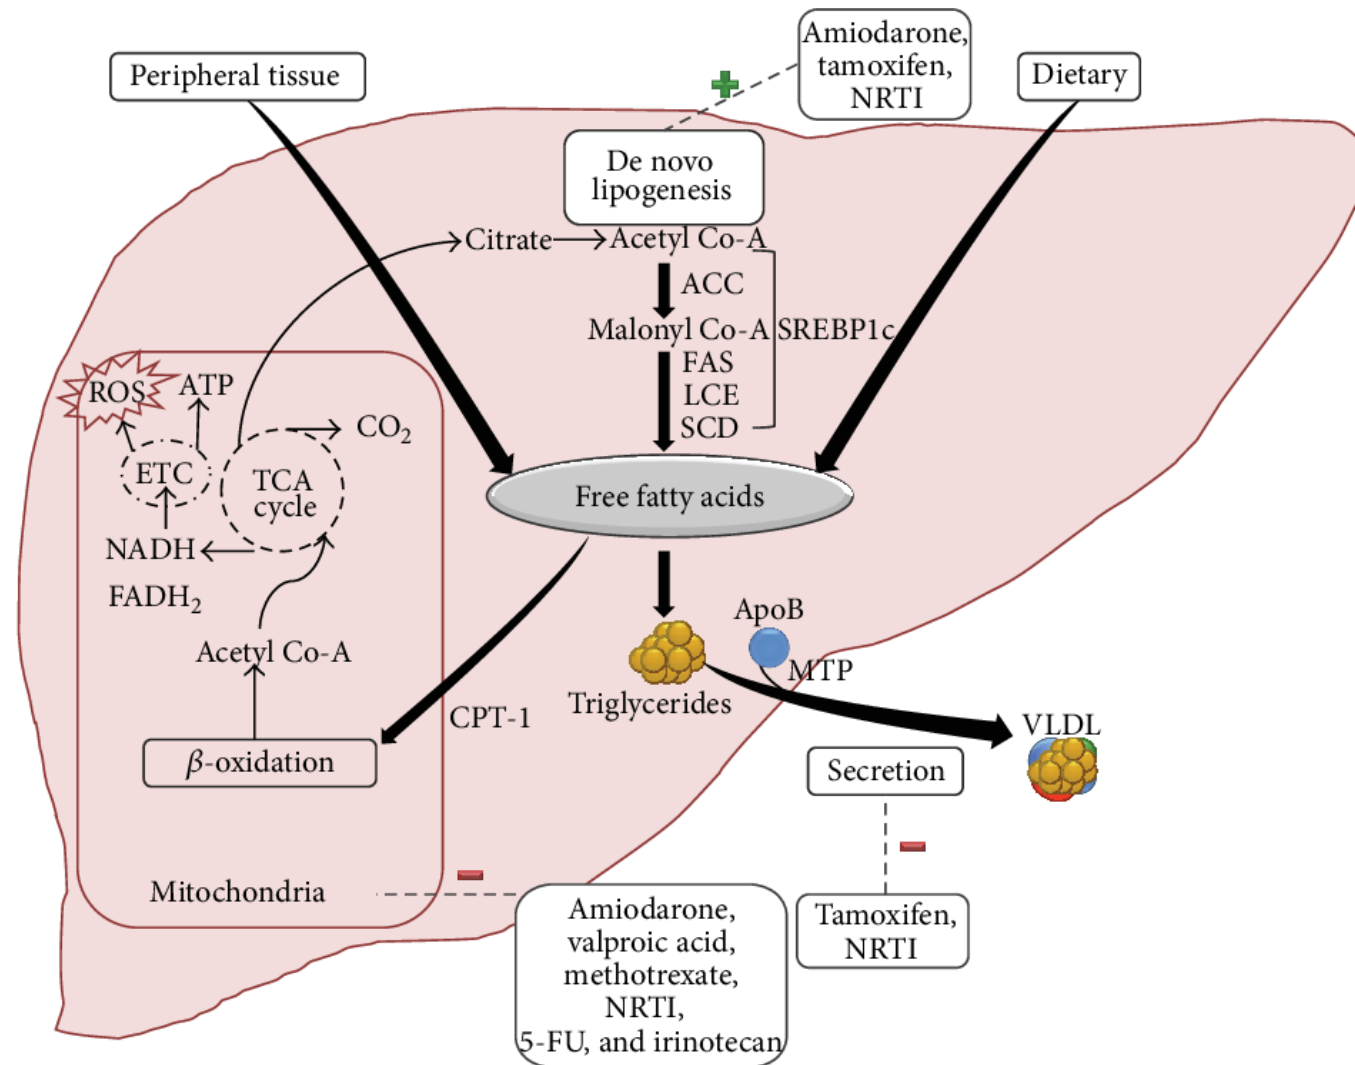 Peripheral tissue
Amiodarone,
tamoxifen,
NRTI
Dietary
De novo
lipogenesis
Citrate
Acetyl Co-A
ACC
Malonyl Co-A
SREBP1c
FAS
LCE
SCD
ROS
ATP
CO₂
ETC
TCA
cycle
Free fatty acids
NADH
FADH₂
Acetyl Co-A
ApoB
MTP
Triglycerides
CPT-1
VLDL
β-oxidation
Secretion
Mitochondria
Amiodarone,
valproic acid,
methotrexate,
NRTI,
5-FU, and irinotecan
Tamoxifen,
NRTI